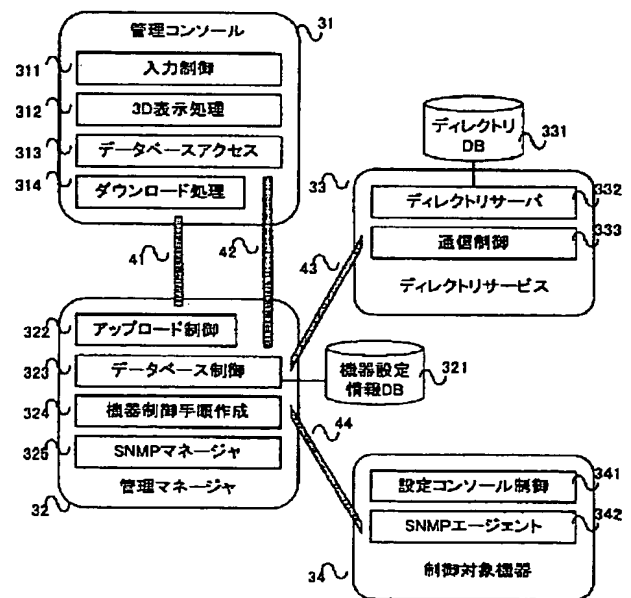 管理コンソール
31
311
入力制御
312
3D表示処理
313
データベースアクセス
314
ダウンロード処理
41
42
322
アップロード制御
323
データベース制御
324
機器制御手順作成
325
SNMPマネージャ
管理マネージャ
32
ディレクトリ
DB
331
33
ディレクトリサーバ
332
通信制御
333
ディレクトリサービス
43
機器設定
情報DB
321
44
設定コンソール制御
341
SNMPエージェント
342
制御対象機器
34